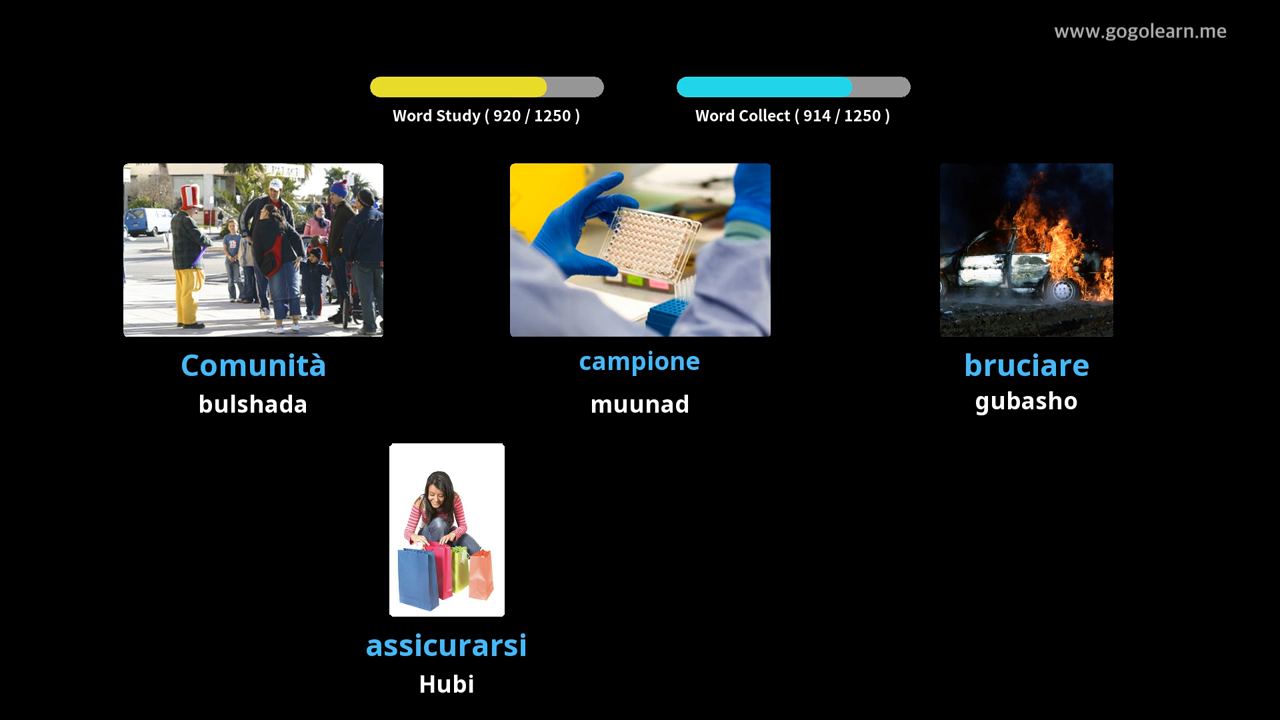 www.gogolearn.me
Word Study ( 920 / 1250 )
Word Collect ( 914 / 1250 )
Comunità
bulshada
campione
muunad
bruciare
gubasho
assicurarsi
Hubi